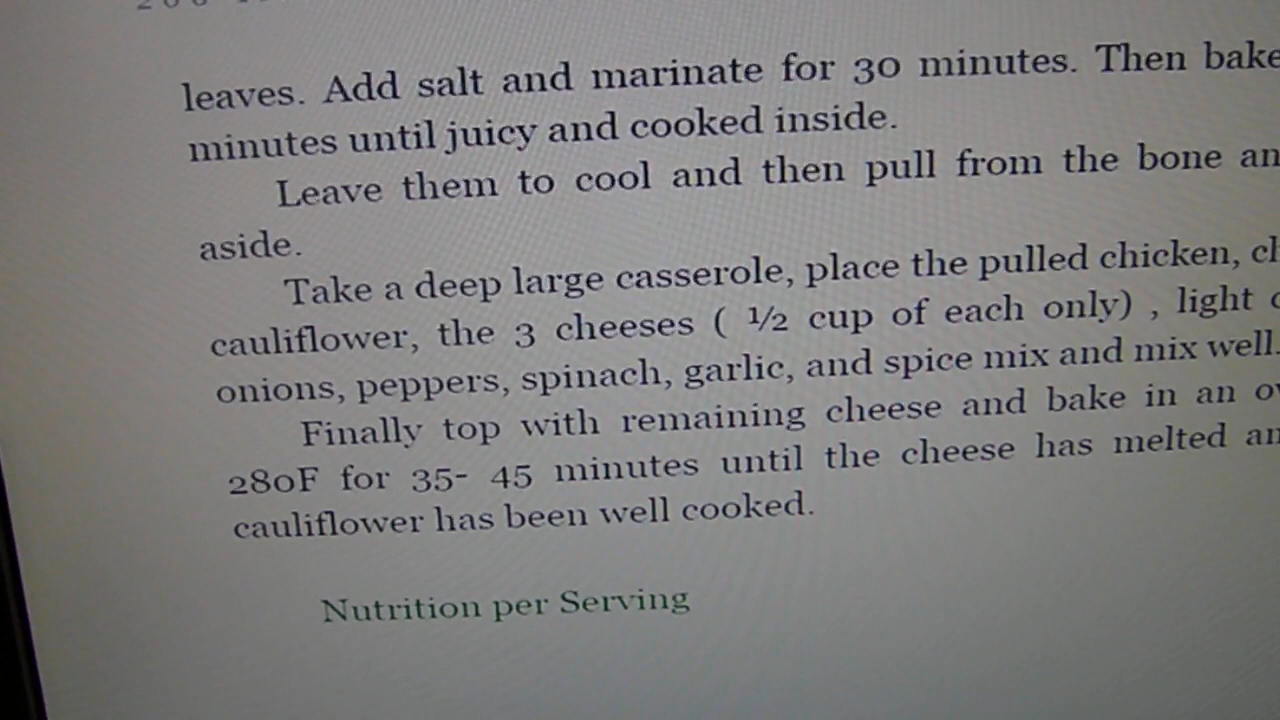 leaves. Add salt and marinate for 30 minutes. Then bake
minutes until juicy and cooked inside.
Leave them to cool and then pull from the bone
aside.
Take a deep large casserole, place the pulled chicken,
cauliflower, the 3 cheeses ( ½ cup of each only) , light
onions, peppers, spinach, garlic, and spice mix and mix well.
Finally top with remaining cheese and bake in an
280F for 35- 45 minutes until the cheese has melted
cauliflower has been well cooked.
Nutrition per Serving